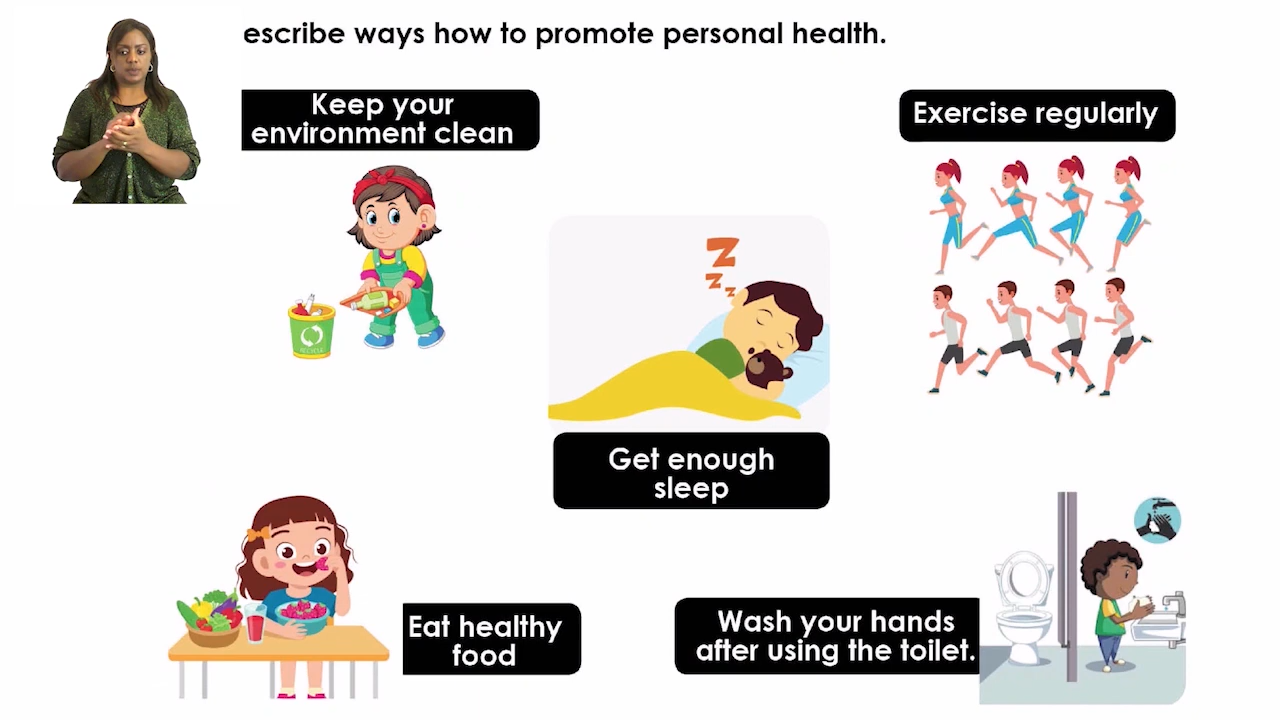 escribe ways how to promote personal health.
Keep your
environment clean
Exercise regularly
Z
Z
Z
RECYCLE
Get enough
sleep
Eat healthy
food
Wash your hands
after using the toilet.